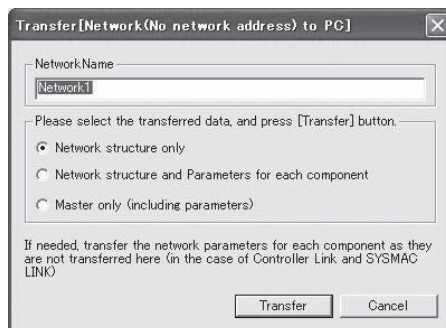 Transfer[Network(No network address) to PC]
NetworkName
Network1
Please select the transferred data, and press [Transfer] button.
Network structure only
Network structure and Parameters for each component
Master only (including parameters)
If needed, transfer the network parameters for each component as they
are not transferred here (in the case of Controller Link and SYSMAC
LINK)
Transfer
Cancel